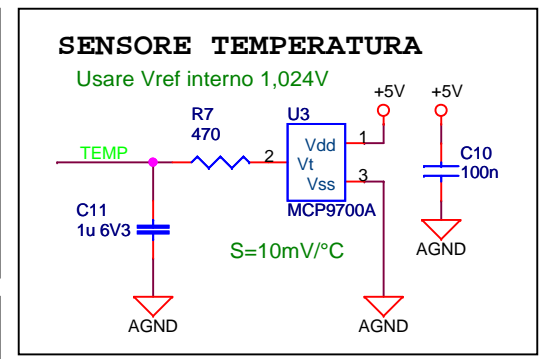 SENSORE TEMPERATURA
Usare Vref interno 1,024V
+5V
+5V
R7
470
U3
TEMP
2
Vdd
Vt
Vss
1
3
MCP9700A
C10
100n
C11
1u 6V3
S=10mV/°C
AGND
AGND
AGND